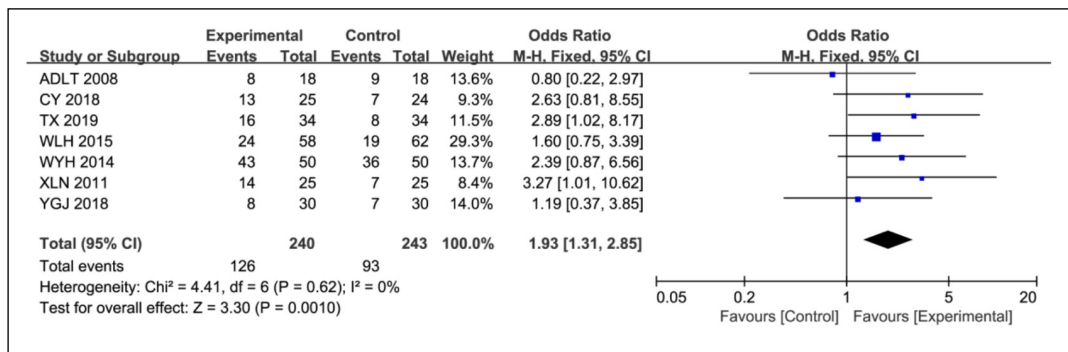 Experimental Control Odds Ratio Odds Ratio
Study or Subgroup Events Total Events Total Weight M-H, Fixed, 95% CI M-H, Fixed, 95% CI
ADLT 2008 8 18 9 18 13.6% 0.80 [0.22, 2.97]
CY 2018 13 25 7 24 9.3% 2.63 [0.81, 8.55]
TX 2019 16 34 8 34 11.5% 2.89 [1.02, 8.17]
WLH 2015 24 58 19 62 29.3% 1.60 [0.75, 3.39]
WYH 2014 43 50 36 50 13.7% 2.39 [0.87, 6.56]
XLN 2011 14 25 7 25 8.4% 3.27 [1.01, 10.62]
YGJ 2018 8 30 7 30 14.0% 1.19 [0.37, 3.85]
Total (95% CI) 240 243 100.0% 1.93 [1.31, 2.85]
Total events 126 93
Heterogeneity: Chi² = 4.41, df = 6 (P = 0.62); I² = 0%
Test for overall effect: Z = 3.30 (P = 0.0010)
0.05 0.2 1 5 20
Favours [Control] Favours [Experimental]